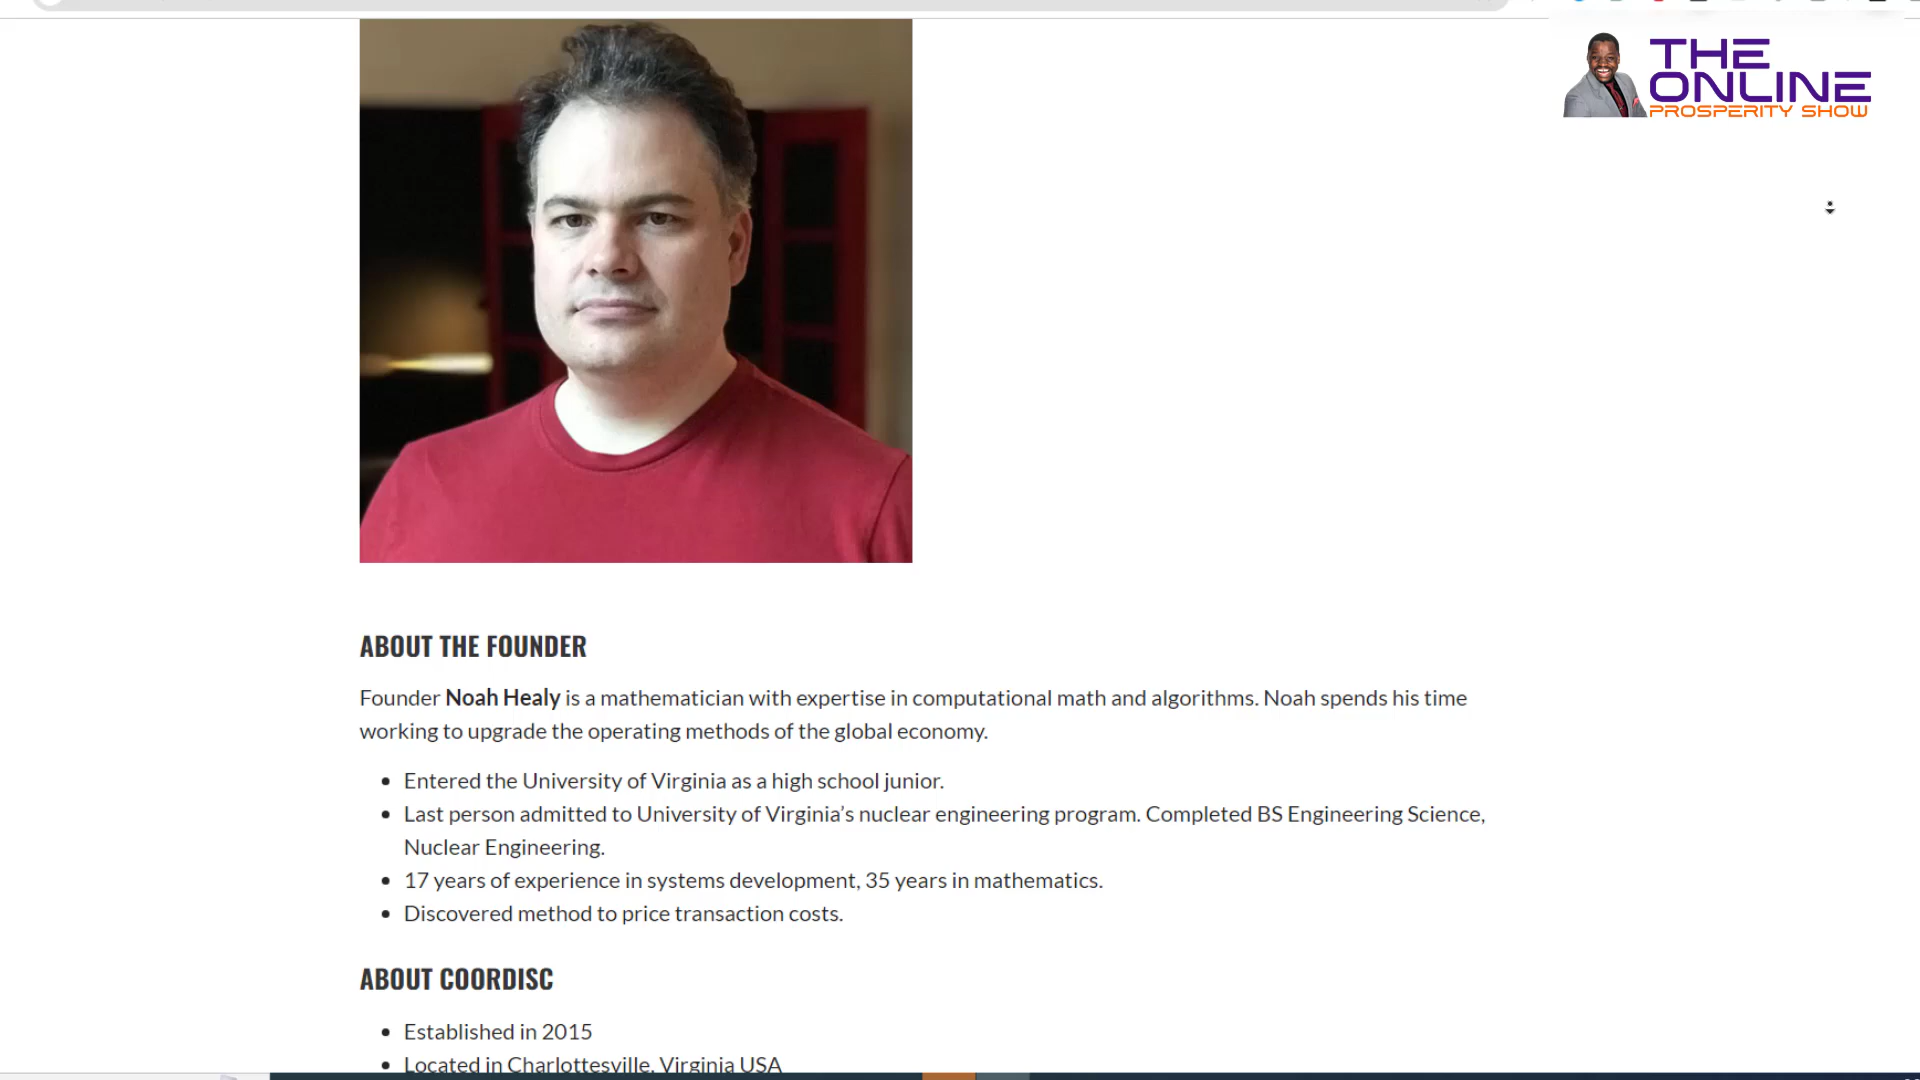 THE
ONLINE
PROSPERITY SHOW
ABOUT THE FOUNDER
Founder Noah Healy is a mathematician with expertise in computational math and algorithms. Noah spends his time
working to upgrade the operating methods of the global economy.
Entered the University of Virginia as a high school junior.
Last person admitted to University of Virginia’s nuclear engineering program. Completed BS Engineering Science,
Nuclear Engineering.
17 years of experience in systems development, 35 years in mathematics.
Discovered method to price transaction costs.
ABOUT COORDISC
Established in 2015
Located in Charlottesville, Virginia USA